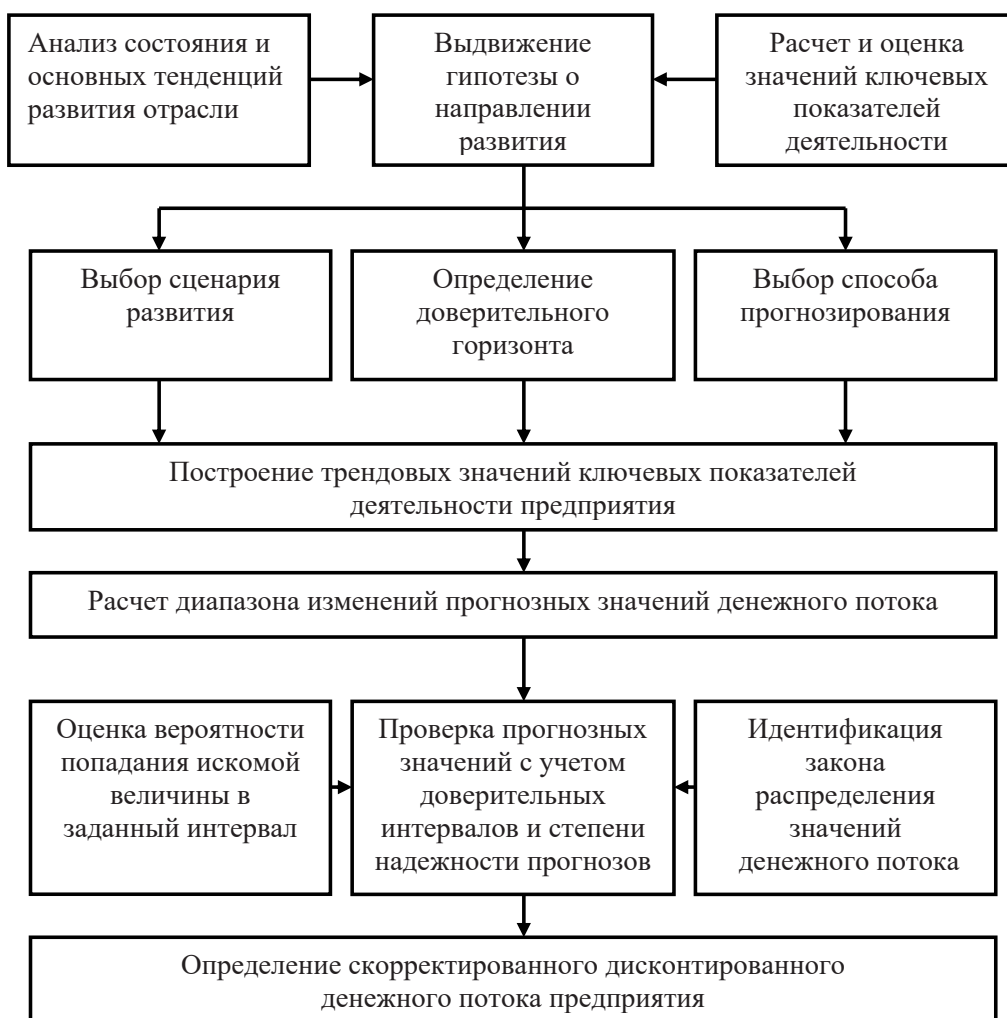 Анализ состояния и
основных тенденций
развития отрасли
Выдвижение
гипотезы о
направлении
развития
Расчет и оценка
значений ключевых
показателей
деятельности
Выбор сценария
развития
Определение
доверительного
горизонта
Выбор способа
прогнозирования
Построение трендовых значений ключевых показателей
деятельности предприятия
Расчет диапазона изменений прогнозных значений денежного потока
Оценка вероятности
попадания искомой
величины в
заданный интервал
Проверка прогнозных
значений с учетом
доверительных
интервалов и степени
надежности прогнозов
Идентификация
закона
распределения
значений
денежного потока
Определение скорректированного дисконтированного
денежного потока предприятия